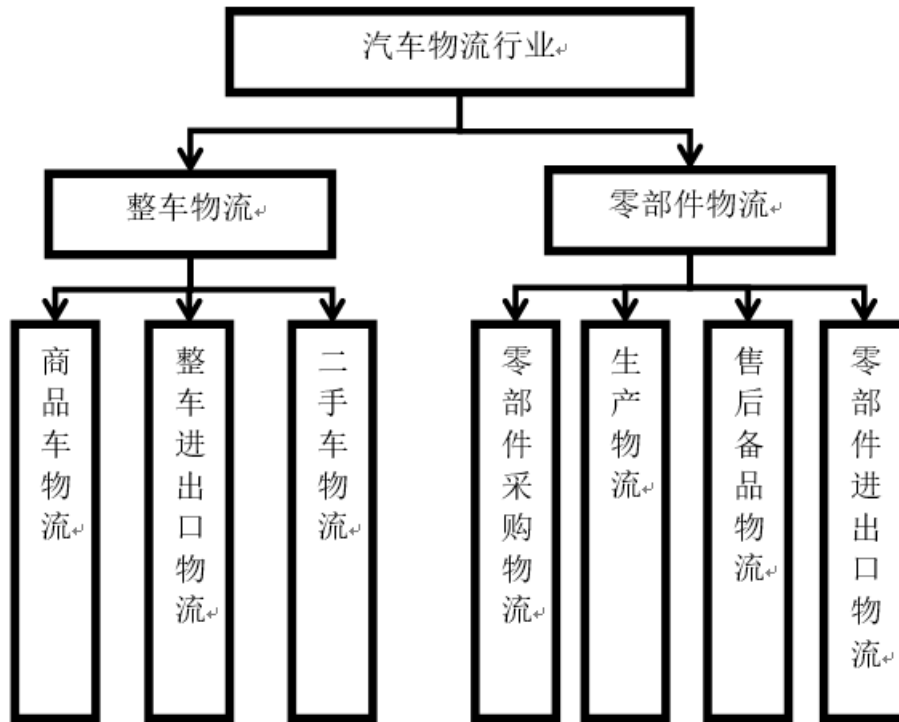 汽车物流行业
整车物流
零部件物流
商品车物流
整车进出口物流
二手车物流
零部件采购物流
生产物流
售后备品物流
零部件进出口物流